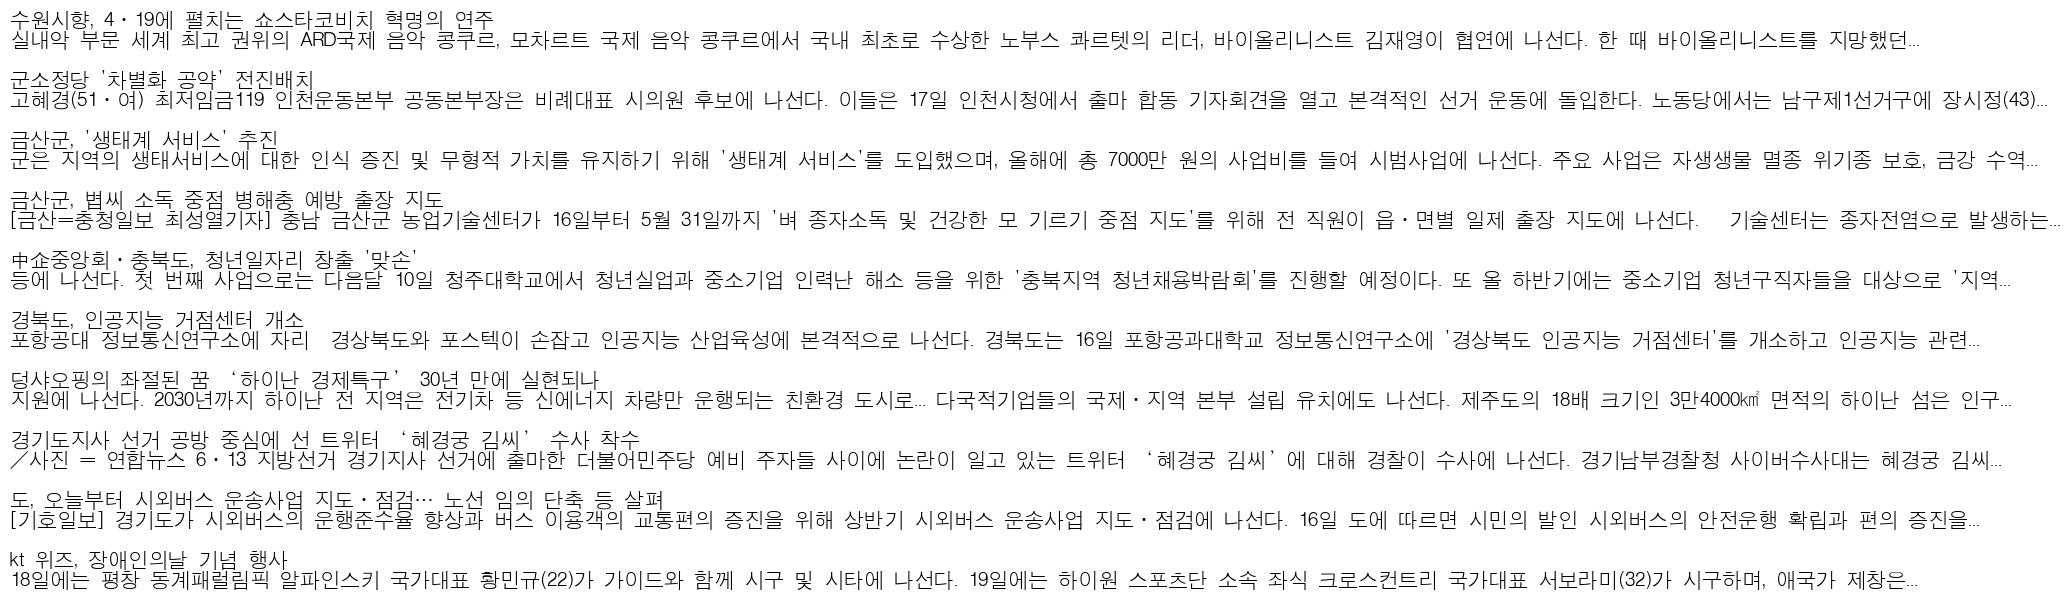 수원시향, 4·19에 펼치는 쇼스타코비치 혁명의 연주
실내악 부문 세계 최고 권위의 ARD국제 음악 콩쿠르, 모차르트 국제 음악 콩쿠르에서 국내 최초로 수상한 노부스 콰르텟의 리더, 바이올리니스트 김재영이 협연에 나선다. 한 때 바이올리니스트를 지망했던...
군소정당 '차별화 공약' 전진배치
고혜경(51·여) 최저임금119 인천운동본부 공동본부장은 비례대표 시의원 후보에 나선다. 이들은 17일 인천시청에서 출마 합동 기자회견을 열고 본격적인 선거 운동에 돌입한다. 노동당에서는 남구제1선거구에 장시정(43)...
금산군, '생태계 서비스' 추진
군은 지역의 생태서비스에 대한 인식 증진 및 무형적 가치를 유지하기 위해 '생태계 서비스'를 도입했으며, 올해에 총 7000만 원의 사업비를 들여 시범사업에 나선다. 주요 사업은 자생생물 멸종 위기종 보호, 금강 수역...
금산군, 볍씨 소독 중점 병해충 예방 출장 지도
[금산=충청일보 최성열기자] 충남 금산군 농업기술센터가 16일부터 5월 31일까지 '벼 종자소독 및 건강한 모 기르기 중점 지도'를 위해 전 직원이 읍·면별 일제 출장 지도에 나선다. 기술센터는 종자전염으로 발생하는...
中企중앙회·충북도, 청년일자리 창출 '맞손'
등에 나선다. 첫 번째 사업으로는 다음달 10일 청주대학교에서 청년실업과 중소기업 인력난 해소 등을 위한 '충북지역 청년채용박람회'를 진행할 예정이다. 또 올 하반기에는 중소기업 청년구직자들을 대상으로 '지역...
경북도, 인공지능 거점센터 개소
포항공대 정보통신연구소에 자리 경상북도와 포스텍이 손잡고 인공지능 산업육성에 본격적으로 나선다. 경북도는 16일 포항공과대학교 정보통신연구소에 '경상북도 인공지능 거점센터'를 개소하고 인공지능 관련...
덩샤오핑의 좌절된 꿈 ‘하이난 경제특구’ 30년 만에 실현되나
지원에 나선다. 2030년까지 하이난 전 지역은 전기차 등 신에너지 차량만 운행되는 친환경 도시로... 다국적기업들의 국제·지역 본부 설립 유치에도 나선다. 제주도의 18배 크기인 3만4000㎢ 면적의 하이난 섬은 인구...
경기도지사 선거 공방 중심에 선 트위터 ‘혜경궁 김씨’ 수사 착수
／사진 = 연합뉴스 6·13 지방선거 경기지사 선거에 출마한 더불어민주당 예비 주자들 사이에 논란이 일고 있는 트위터 ‘혜경궁 김씨’에 대해 경찰이 수사에 나선다. 경기남부경찰청 사이버수사대는 혜경궁 김씨...
도, 오늘부터 시외버스 운송사업 지도·점검… 노선 임의 단축 등 살펴
[기호일보] 경기도가 시외버스의 운행준수율 향상과 버스 이용객의 교통편의 증진을 위해 상반기 시외버스 운송사업 지도·점검에 나선다. 16일 도에 따르면 시민의 발인 시외버스의 안전운행 확립과 편의 증진을...
kt 위즈, 장애인의날 기념 행사
18일에는 평창 동계패럴림픽 알파인스키 국가대표 황민규(22)가 가이드와 함께 시구 및 시타에 나선다. 19일에는 하이원 스포츠단 소속 좌식 크로스컨트리 국가대표 서보라미(32)가 시구하며, 애국가 제창은...